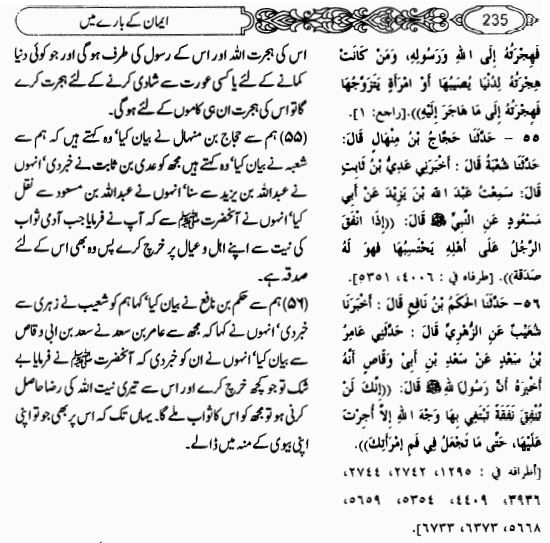 235
ایمان کے بارے میں
فَهِجْرَتُهُ إِلَى اللهِ وَرَسُولِهِ، وَمَنْ كَانَتْ
هِجْرَتُهُ لِدُنْيَا يُصِيبُهَا أَوْ امْرَأَةٍ يَتَزَوَّجُهَا
فَهِجْرَتُهُ إِلَى مَا هَاجَرَ إِلَيْهِ)). [راجع: ١].
٥٥ – حَدَّثَنَا حَجَّاجُ بْنُ مِنْهَالٍ قَالَ:
حَدَّثَنَا شُعْبَةُ قَالَ : أَخْبَرَنِي عَدِيُّ بْنُ ثَابِتٍ
قَالَ: سَمِعْتُ عَبْدَ اللهِ بْنَ يَزِيْدَ عَنْ أَبِي
مَسْعُودٍ عَنِ النَّبِيِّ ﷺ قَالَ: ((إِذَا أَنْفَقَ
الرَّجُلُ عَلَى أَهْلِهِ يَحْتَسِبُهَا فَهوَ لَهُ
صَدَقَة)). [طرفاه في : ٤٠٠٦، ٥٣٥١].
٥٦– حَدَّثَنَا الْحَكَمُ بْنُ نَافِعٍ قَالَ : أَخْبَرَنَا
شُعَيْبٌ عَنِ الزُّهْرِيِّ قَالَ : حَدَّثَنِي عَامِرُ
بْنُ سَعْدٍ عَنْ سَعْدِ بْنِ أَبِيْ وَقَّاصٍ أَنَّهُ
أَخْبَرَهُ أَنَّ رَسُولَ اللهِ ﷺ قَالَ: ((إِنَّكَ لَنْ
تُنْفِقَ نَفَقَةً تَبْتَغِي بِهَا وَجْهَ اللهِ إِلاَّ أُجِرْتَ
عَلَيْهَا، حَتَّى مَا تَجْعَلُ فِي فَمِ امْرَأَتِكَ)).
[أطرافه في : ١٢٩٥، ٢٧٤٢، ٢٧٤٤،
٣٩٣٦، ٤٤٠٩، ٥٣٥٤، ٥٦٥٩،
٥٦٦٨، ٦٣٧٣، ٦٧٣٣].
اس کی ہجرت اللہ اور اس کے رسول کی طرف ہوگی اور جو کوئی دنیا
کمانے کے لئے یا کسی عورت سے شادی کرنے کے لئے ہجرت کرے
گا تو اس کی ہجرت ان ہی کاموں کے لئے ہوگی۔
(۵۵) ہم سے حجاج بن منہال نے بیان کیا‘ وہ کہتے ہیں کہ ہم سے
شعبہ نے بیان کیا‘ وہ کہتے ہیں مجھ کو عدی بن ثابت نے خبر دی‘ انہوں
نے عبداللہ بن یزید سے سنا‘ انہوں نے عبداللہ بن مسعود سے نقل
کیا‘ انہوں نے آنحضرت ﷺ سے کہ آپ نے فرمایا جب آدمی ثواب
کی نیت سے اپنے اہل و عیال پر خرچ کرے پس وہ بھی اس کے لئے
صدقہ ہے۔
(۵۶) ہم سے حکم بن نافع نے بیان کیا‘ کہا ہم کو شعیب نے زہری سے
خبر دی‘ انہوں نے کہا کہ مجھ سے عامر بن سعد نے سعد بن ابی وقاص
سے بیان کیا‘ انہوں نے ان کو خبر دی کہ آنحضرت ﷺ نے فرمایا بے
شک تو جو کچھ خرچ کرے اور اس سے تیری نیت اللہ کی رضا حاصل
کرنی ہو تو تجھ کو اس کا ثواب ملے گا۔ یہاں تک کہ اس پر بھی جو تو اپنی
اپنی بیوی کے منہ میں ڈالے۔